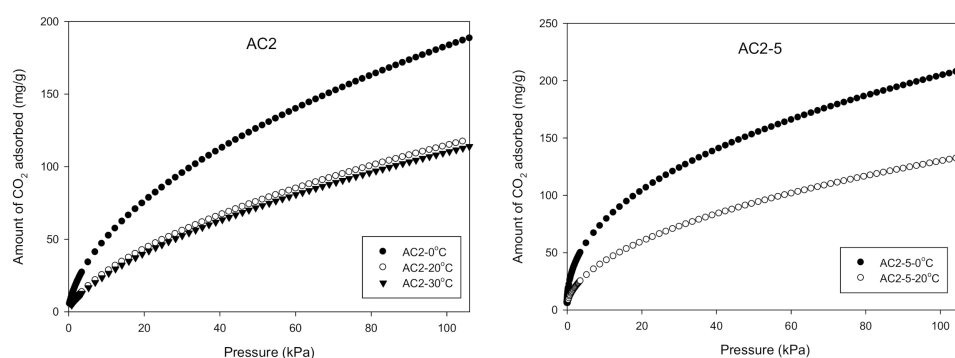 AC2
Amount of CO₂ adsorbed (mg/g)
200
150
100
50
0
0 20 40 60 80 100
Pressure (kPa)
AC2-0°C
AC2-20°C
AC2-30°C
AC2-5
Amount of CO₂ adsorbed (mg/g)
250
200
150
100
50
0
0 20 40 60 80 100
Pressure (kPa)
AC2-5-0°C
AC2-5-20°C